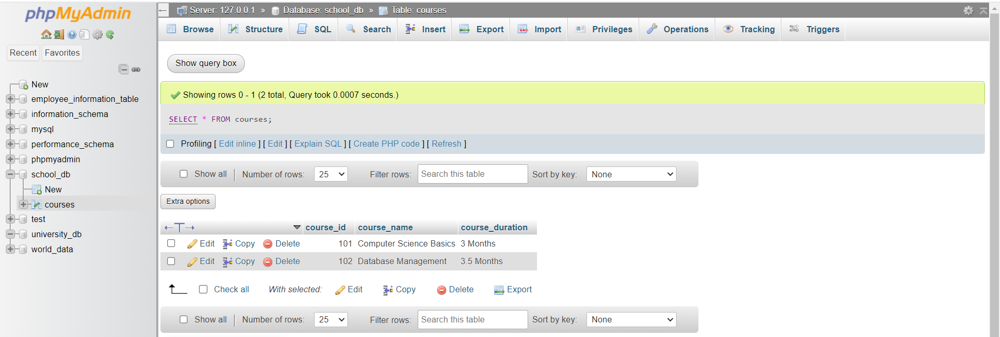 phpMyAdmin
Recent Favorites
New
employee_information_table
information_schema
mysql
performance_schema
phpmyadmin
school_db
New
courses
test
university_db
world_data
Server: 127.0.0.1 » Database: school_db » Table: courses
Browse Structure SQL Search Insert Export Import Privileges Operations Tracking Triggers
Show query box
Showing rows 0 - 1 (2 total, Query took 0.0007 seconds.)
SELECT * FROM courses;
Profiling [ Edit inline ] [ Edit ] [ Explain SQL ] [ Create PHP code ] [ Refresh ]
Show all Number of rows: 25 Filter rows: Search this table Sort by key: None
Extra options
course_id course_name course_duration
Edit Copy Delete 101 Computer Science Basics 3 Months
Edit Copy Delete 102 Database Management 3.5 Months
Check all With selected: Edit Copy Delete Export
Show all Number of rows: 25 Filter rows: Search this table Sort by key: None